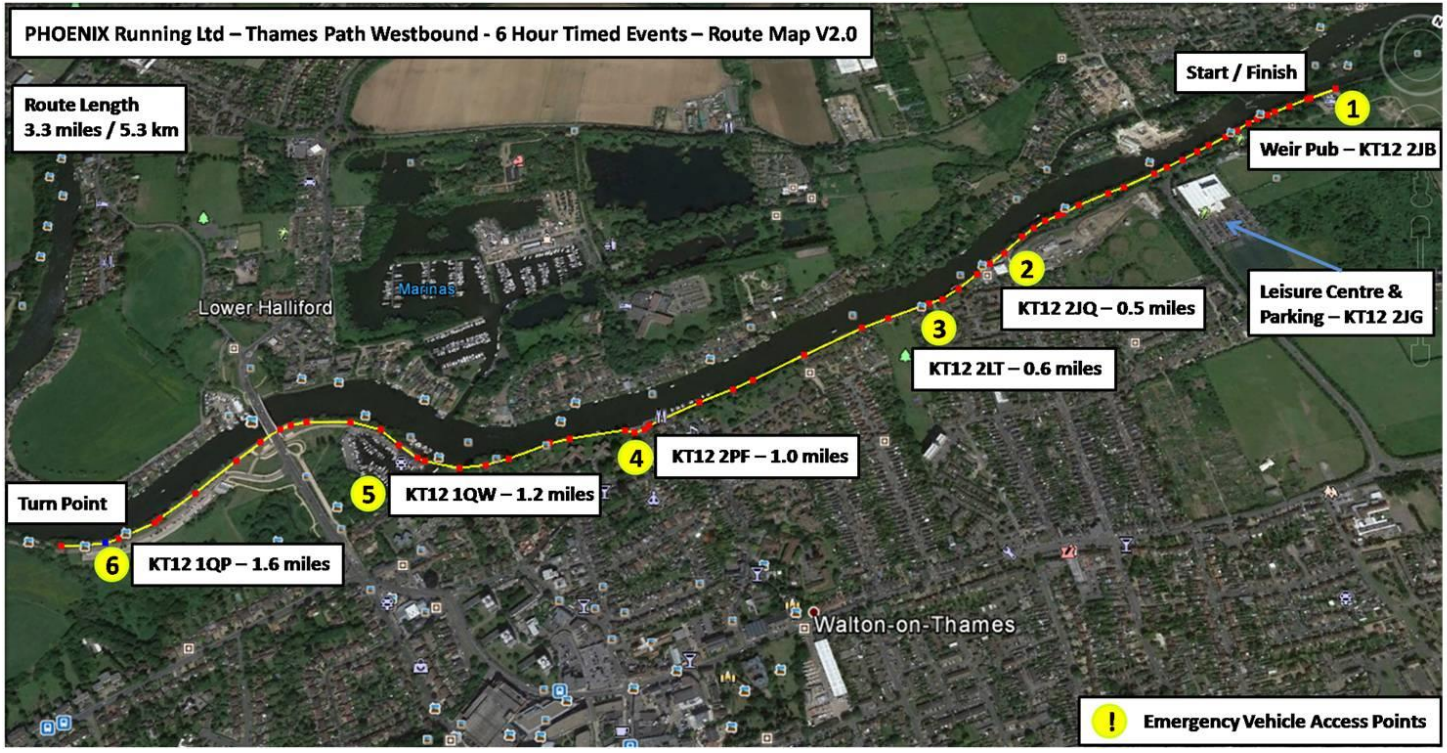 PHOENIX Running Ltd – Thames Path Westbound - 6 Hour Timed Events – Route Map V2.0
Start / Finish
Route Length
3.3 miles / 5.3 km
1
Weir Pub – KT12 2JB
2
KT12 2JQ – 0.5 miles
Leisure Centre &
Parking – KT12 2JG
Marinas
Lower Halliford
3
KT12 2LT – 0.6 miles
4
KT12 2PF – 1.0 miles
5
KT12 1QW – 1.2 miles
Turn Point
6
KT12 1QP – 1.6 miles
Walton-on-Thames
! Emergency Vehicle Access Points